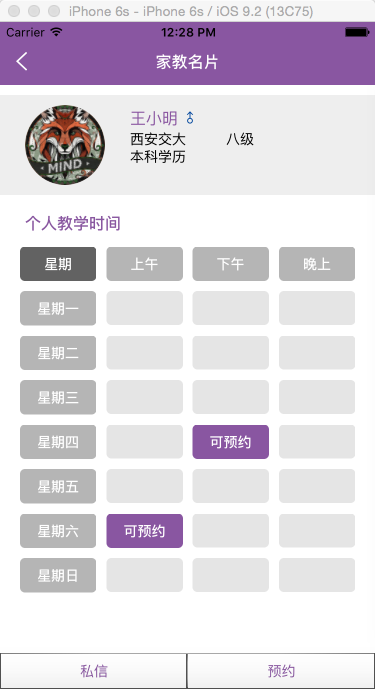 iPhone 6s - iPhone 6s / iOS 9.2 (13C75)
Carrier 12:28 PM
家教名片
王小明
西安交大 八级
本科学历
MIND
个人教学时间
星期 上午 下午 晚上
星期一
星期二
星期三
星期四 可预约
星期五
星期六 可预约
星期日
私信 预约